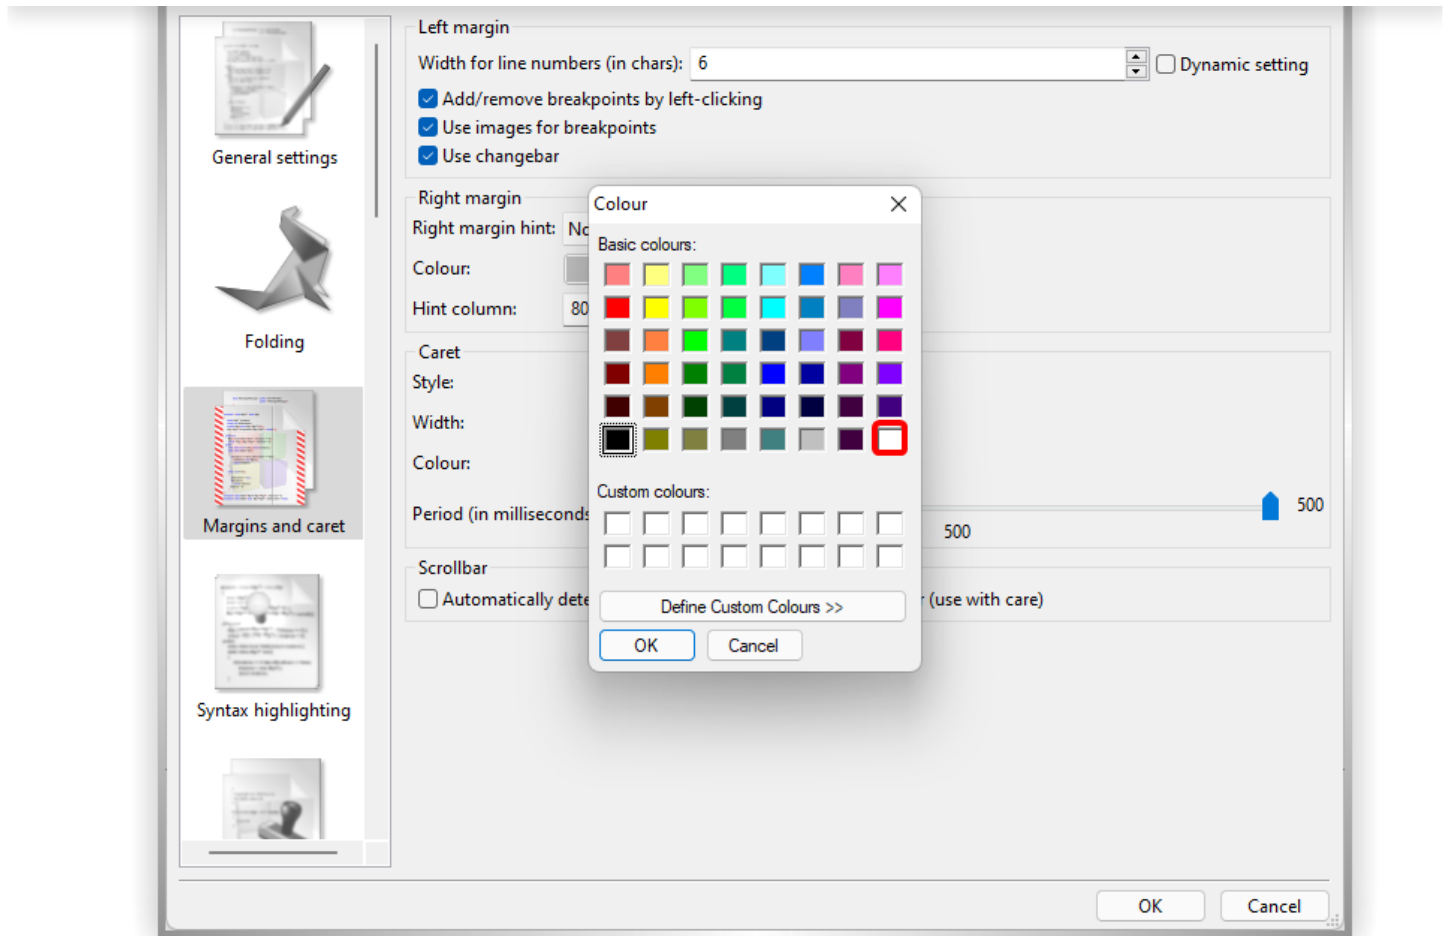 General settings
Folding
Margins and caret
Syntax highlighting
Left margin
Width for line numbers (in chars): 6 Dynamic setting
Add/remove breakpoints by left-clicking
Use images for breakpoints
Use changebar
Right margin
Right margin hint: No
Colour:
Hint column: 80
Caret
Style:
Width:
Colour:
Period (in milliseconds 500
500
Scrollbar
Automatically dete r (use with care)
Colour
Basic colours:
Custom colours:
Define Custom Colours >>
OK Cancel
OK Cancel